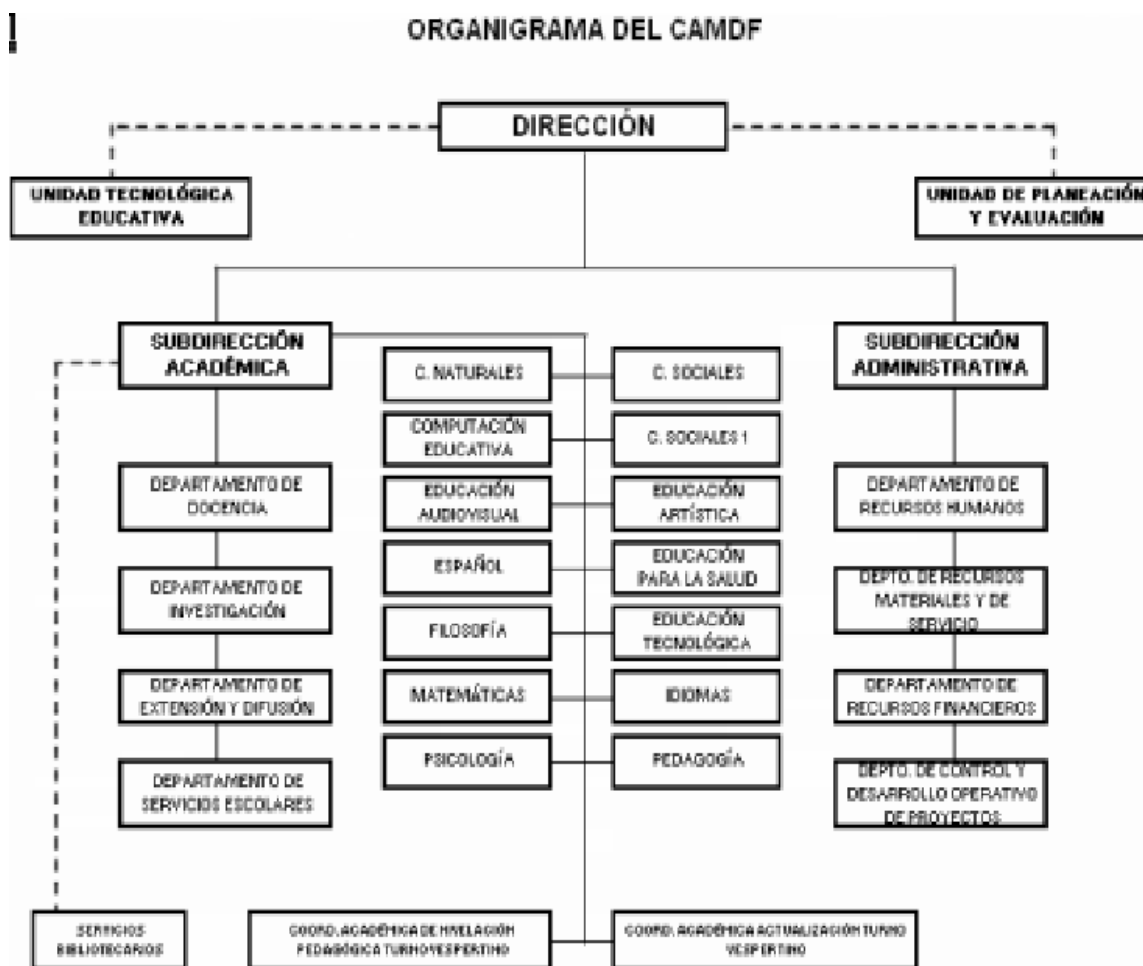 ORGANIGRAMA DEL CAMDF
DIRECCIÓN
UNIDAD TECNOLÓGICA
EDUCATIVA
UNIDAD DE PLANEACIÓN
Y EVALUACIÓN
SUBDIRECCIÓN
ACADÉMICA
SUBDIRECCIÓN
ADMINISTRATIVA
C. NATURALES
C. SOCIALES
COMPUTACIÓN
EDUCATIVA
C. SOCIALES 1
EDUCACIÓN
AUDIOVISUAL
EDUCACIÓN
ARTÍSTICA
ESPAÑOL
EDUCACIÓN
PARA LA SALUD
FILOSOFÍA
EDUCACIÓN
TECNOLÓGICA
MATEMÁTICAS
IDIOMAS
PSICOLOGÍA
PEDAGOGÍA
DEPARTAMENTO DE
DOCENCIA
DEPARTAMENTO DE
INVESTIGACIÓN
DEPARTAMENTO DE
EXTENSIÓN Y DIFUSIÓN
DEPARTAMENTO DE
SERVICIOS ESCOLARES
DEPARTAMENTO DE
RECURSOS HUMANOS
DEPTO. DE RECURSOS
MATERIALES Y DE
SERVICIO
DEPARTAMENTO DE
RECURSOS FINANCIEROS
DEPTO. DE CONTROL Y
DESARROLLO OPERATIVO
DE PROYECTOS
SERVICIOS
BIBLIOTECARIOS
COORD. ACADÉMICA DE NIVELACIÓN
PEDAGÓGICA TURNO VESPERTINO
COORD. ACADÉMICA ACTUALIZACIÓN TURNO
VESPERTINO